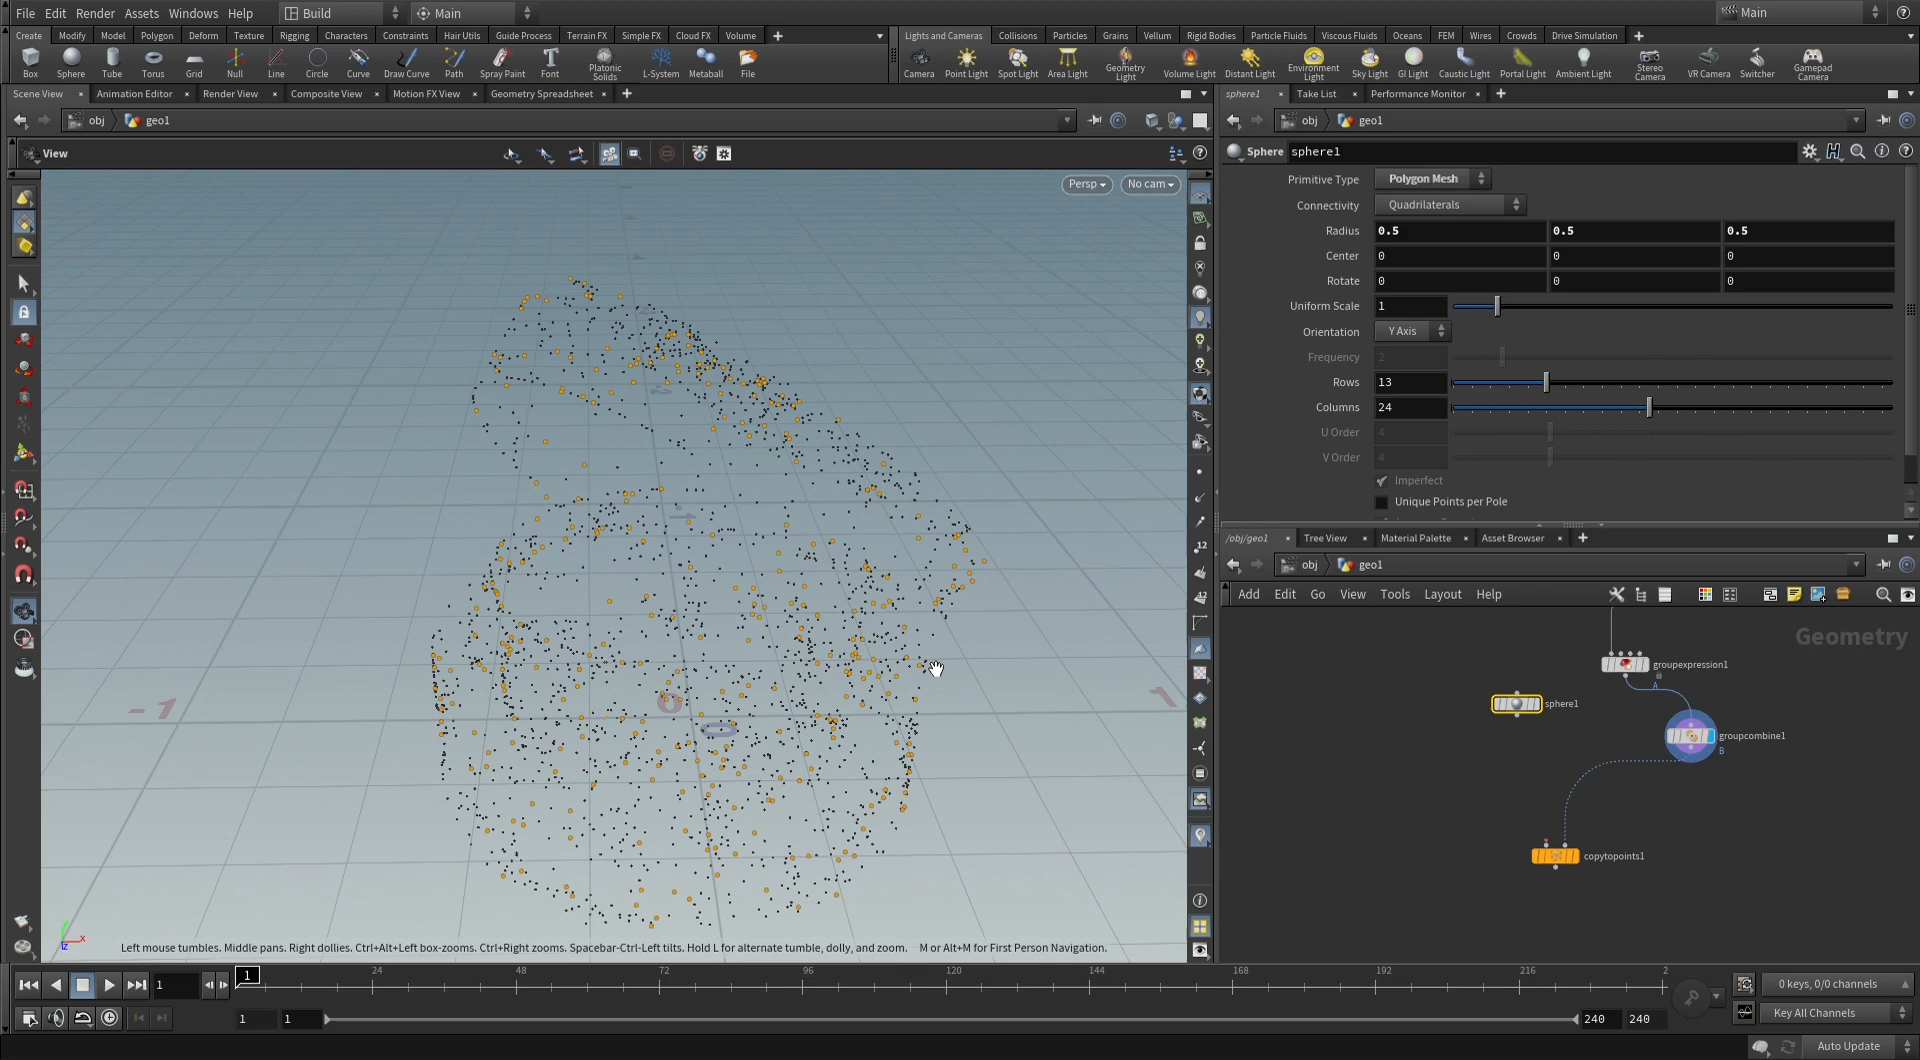 File Edit Render Assets Windows Help Build Main Main
Create Modify Model Polygon Deform Texture Rigging Characters Constraints Hair Utils Guide Process Terrain FX Simple FX Cloud FX Volume
Lights and Cameras Collisions Particles Grains Vellum Rigid Bodies Particle Fluids Viscous Fluids Oceans FEM Wires Crowds Drive Simulation
Box Sphere Tube Torus Grid Null Line Circle Curve Draw Curve Path Spray Paint Font Platonic Solids L-System Metaball File
Camera Point Light Spot Light Area Light Geometry Light Volume Light Distant Light Environment Light Sky Light GI Light Caustic Light Portal Light Ambient Light Stereo Camera VR Camera Switcher Gamepad Camera
Scene View Animation Editor Render View Composite View Motion FX View Geometry Spreadsheet
obj geo1
View
Persp No cam
-1 0 1
Left mouse tumbles. Middle pans. Right dollies. Ctrl+Alt+Left box-zooms. Ctrl+Right zooms. Spacebar-Ctrl-Left tilts. Hold L for alternate tumble, dolly, and zoom. M or Alt+M for First Person Navigation.
sphere1 Take List Performance Monitor
obj geo1
Sphere sphere1
Primitive Type Polygon Mesh
Connectivity Quadrilaterals
Radius 0.5 0.5 0.5
Center 0 0 0
Rotate 0 0 0
Uniform Scale 1
Orientation Y Axis
Frequency 2
Rows 13
Columns 24
U Order 4
V Order 4
Imperfect
Unique Points per Pole
/obj/geo1 Tree View Material Palette Asset Browser
obj geo1
Add Edit Go View Tools Layout Help
Geometry
groupexpression1
A
sphere1
groupcombine1
B
copytopoints1
1 1 24 48 72 96 120 144 168 192 216 2
0 keys, 0/0 channels
1 1 240 240
Key All Channels
Auto Update